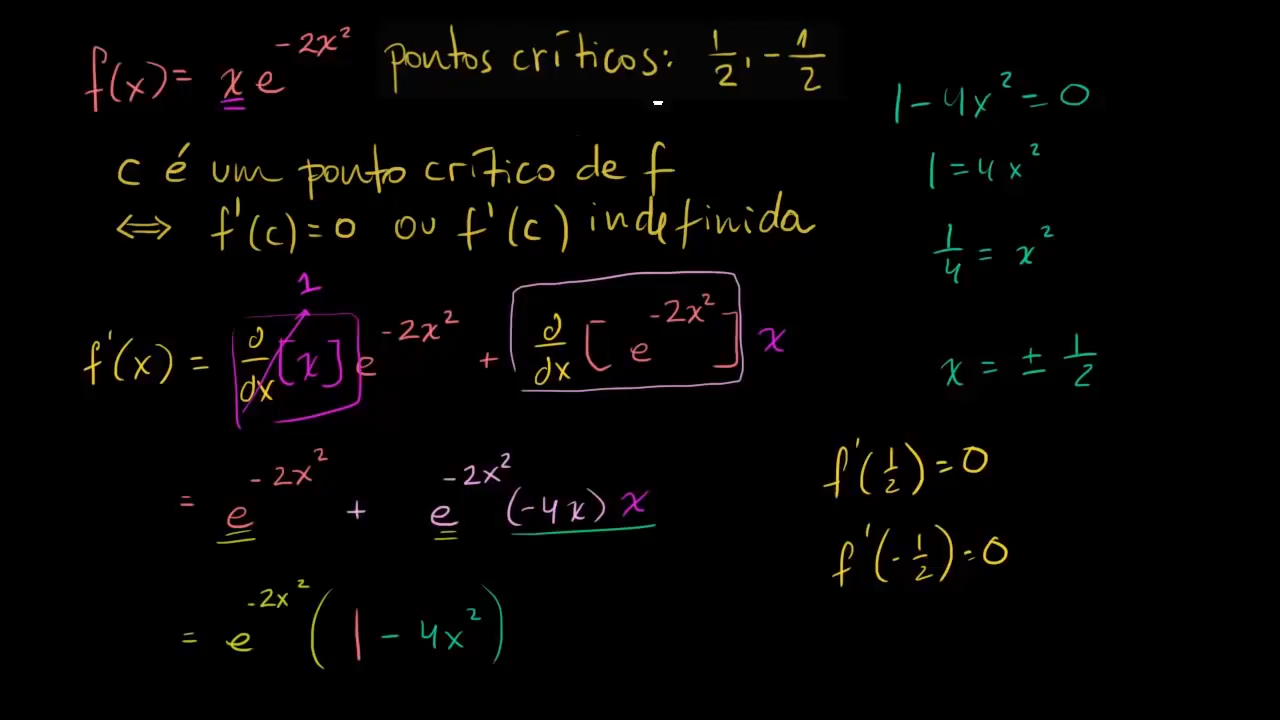 f(x) = x e^{-2x²} pontos críticos: 1/2, -1/2
c é um ponto crítico de f
⟺ f'(c) = 0 ou f'(c) indefinida
1
f'(x) = ∂/∂x [x] e^{-2x²} + ∂/∂x [e^{-2x²}] x
= e^{-2x²} + e^{-2x²} (-4x) x
= e^{-2x²} (1 - 4x²)
1 - 4x² = 0
1 = 4x²
1/4 = x²
x = ± 1/2
f'(1/2) = 0
f'(-1/2) = 0